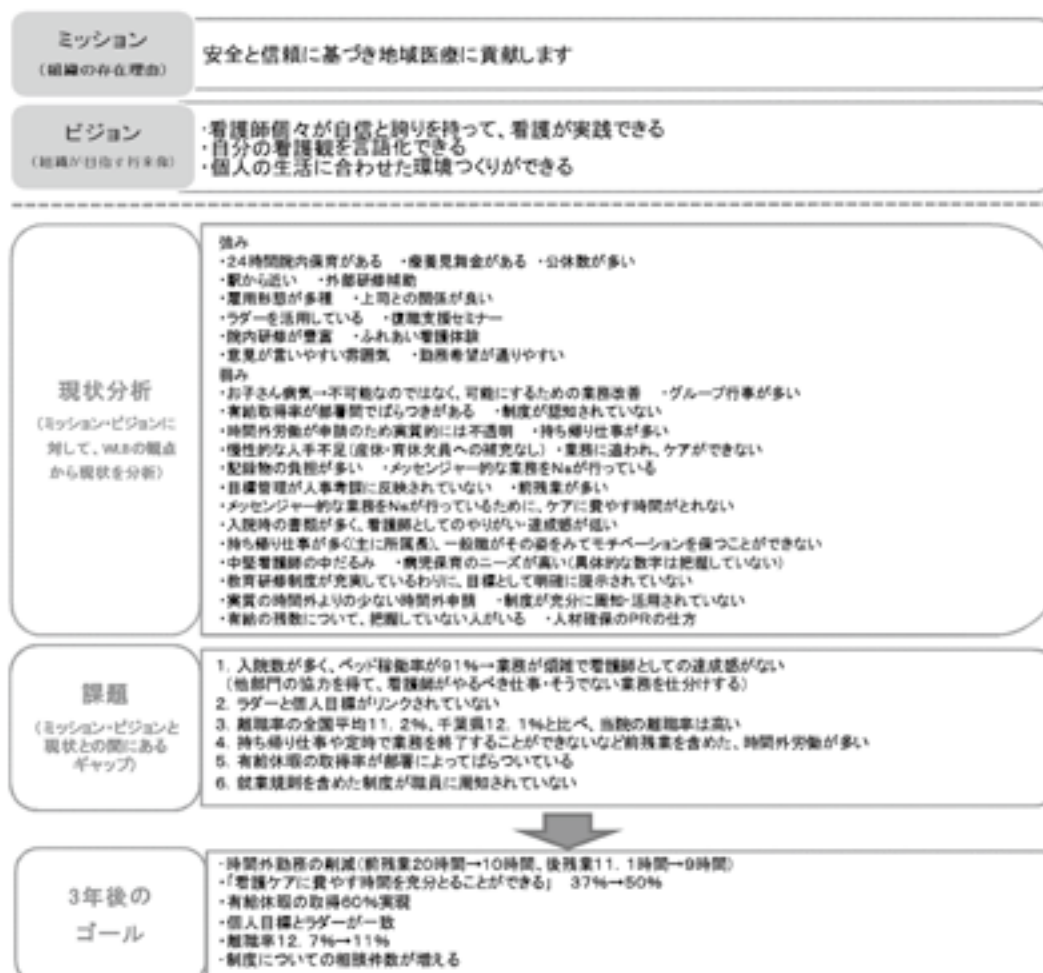 ミッション
(組織の存在理由)
安全と信頼に基づき地域医療に貢献します
ビジョン
(組織が目指す将来像)
・看護師個々が自信と誇りを持って、看護が実践できる
・自分の看護観を言語化できる
・個人の生活に合わせた環境つくりができる
現状分析
(ミッション・ビジョンに
対して、WLBの観点
から現状を分析)
強み
・24時間院内保育がある ・療養見舞金がある ・公休数が多い
・駅から近い ・外部研修補助
・雇用形態が多種 ・上司との関係が良い
・ラダーを活用している ・復職支援セミナー
・院内研修が豊富 ・ふれあい看護体験
・意見が言いやすい雰囲気 ・勤務希望が通りやすい
弱み
・お子さん病気→不可能なのではなく、可能にするための業務改善 ・グループ行事が多い
・有給取得率が部署間でばらつきがある ・制度が認知されていない
・時間外労働が申請のため実質的には不透明 ・持ち帰り仕事が多い
・慢性的な人手不足(産休・育休欠員への補充なし) ・業務に追われ、ケアができない
・記録物の負担が多い ・メッセンジャー的な業務をNsが行っている
・目標管理が人事考課に反映されていない ・前残業が多い
・メッセンジャー的な業務をNsが行っているために、ケアに費やす時間がとれない
・入院時の書類が多く、看護師としてのやりがい・達成感が低い
・持ち帰り仕事が多く(主に所属長)、一般職がその姿をみてモチベーションを保つことができない
・中堅看護師の中だるみ ・病児保育のニーズが高い(具体的な数字は把握していない)
・教育研修制度が充実しているわりに、目標として明確に提示されていない
・実質の時間外よりの少ない時間外申請 ・制度が充分に周知・活用されていない
・有給の残数について、把握していない人がいる ・人材確保のPRの仕方
課題
(ミッション・ビジョンと
現状との間にある
ギャップ)
1. 入院数が多く、ベッド稼働率が91%→業務が煩雑で看護師としての達成感がない
(他部門の協力を得て、看護師がやるべき仕事・そうでない業務を仕分けする)
2. ラダーと個人目標がリンクされていない
3. 離職率の全国平均11. 2%、千葉県12. 1%と比べ、当院の離職率は高い
4. 持ち帰り仕事や定時で業務を終了することができないなど前残業を含めた、時間外労働が多い
5. 有給休暇の取得率が部署によってばらついている
6. 就業規則を含めた制度が職員に周知されていない
3年後の
ゴール
・時間外勤務の削減(前残業20時間→10時間、後残業11. 1時間→9時間)
・「看護ケアに費やす時間を充分とることができる」 37%→50%
・有給休暇の取得60%実現
・個人目標とラダーが一致
・離職率12. 7%→11%
・制度についての相談件数が増える